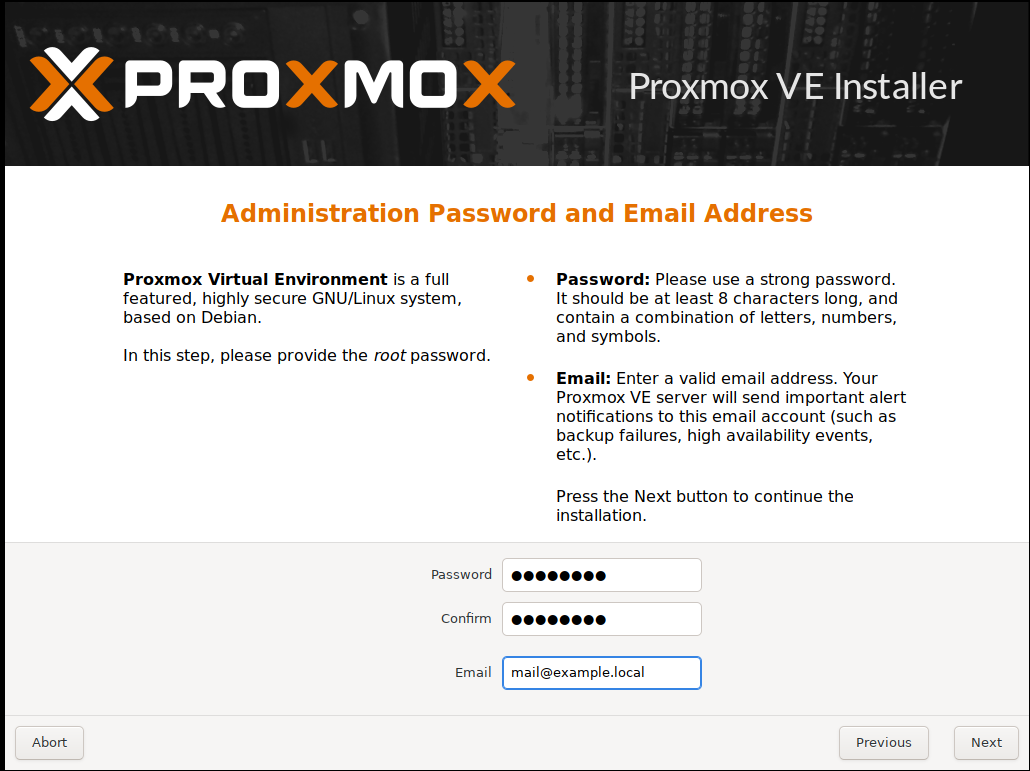 PROXMOX
Proxmox VE Installer
Administration Password and Email Address
Proxmox Virtual Environment is a full
featured, highly secure GNU/Linux system,
based on Debian.
In this step, please provide the root password.
Password: Please use a strong password.
It should be at least 8 characters long, and
contain a combination of letters, numbers,
and symbols.
Email: Enter a valid email address. Your
Proxmox VE server will send important alert
notifications to this email account (such as
backup failures, high availability events,
etc.).
Press the Next button to continue the
installation.
Password ●●●●●●●●
Confirm ●●●●●●●●
Email mail@example.local
Abort Previous Next